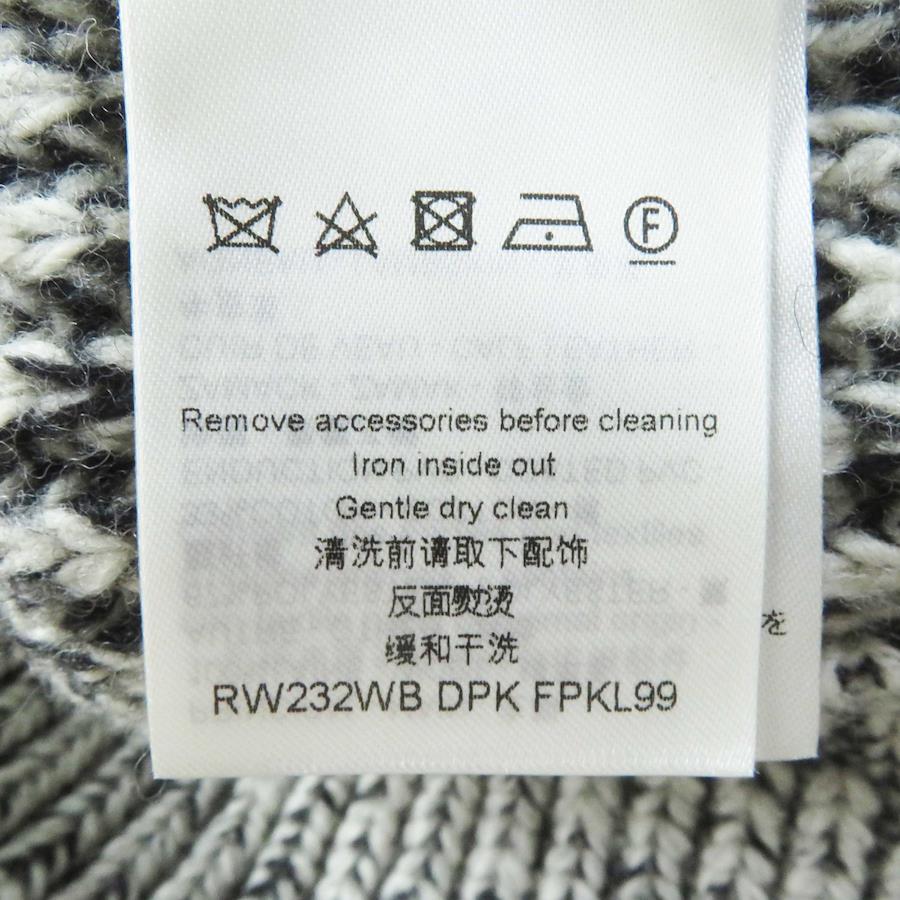 F
Remove accessories before cleaning
Iron inside out
Gentle dry clean
清洗前请取下配饰
反面熨烫
缓和干洗
RW232WB DPK FPKL99
を